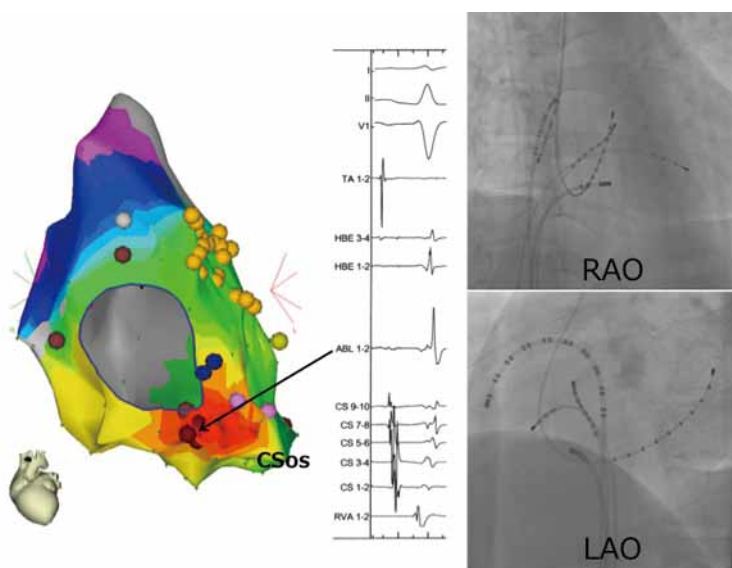 I
II
V1
TA 1-2
HBE 3-4
HBE 1-2
ABL 1-2
CS 9-10
CS 7-8
CS 5-6
CS 3-4
CS 1-2
RVA 1-2
CSos
RAO
LAO